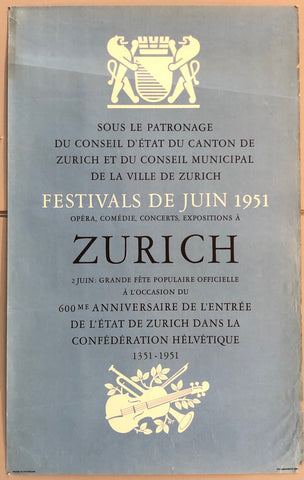 SOUS LE PATRONAGE
DU CONSEIL D'ÉTAT DU CANTON DE
ZURICH ET DU CONSEIL MUNICIPAL
DE LA VILLE DE ZURICH
FESTIVALS DE JUIN 1951
OPÉRA, COMÉDIE, CONCERTS, EXPOSITIONS À
ZURICH
2 JUIN: GRANDE FÊTE POPULAIRE OFFICIELLE
À L'OCCASION DU
600ME ANNIVERSAIRE DE L'ENTRÉE
DE L'ÉTAT DE ZURICH DANS LA
CONFÉDÉRATION HELVÉTIQUE
1351-1951